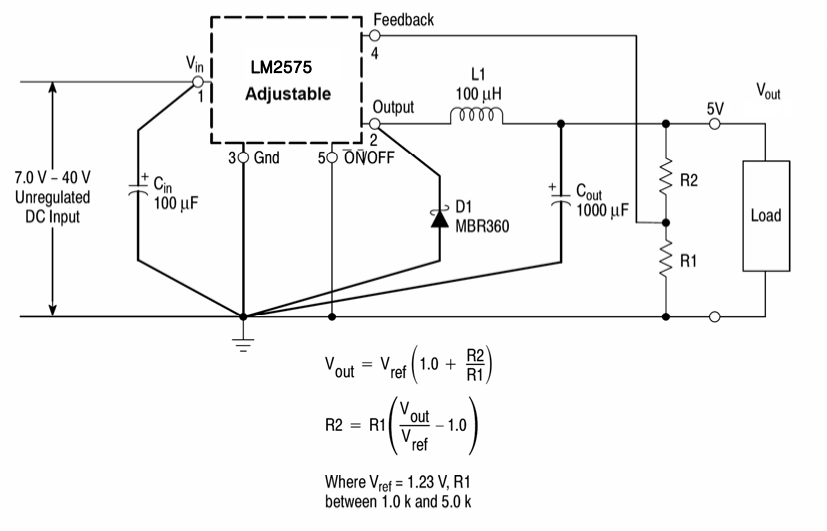 Feedback
4
Vin
1
LM2575
Adjustable
Output
2
L1
100 µH
Vout
5V
3 Gnd
5 ON/OFF
7.0 V – 40 V
Unregulated
DC Input
+ Cin
100 µF
D1
MBR360
+ Cout
1000 µF
R2
R1
Load
Vout = Vref (1.0 + R2/R1)
R2 = R1 (Vout/Vref – 1.0)
Where Vref = 1.23 V, R1
between 1.0 k and 5.0 k